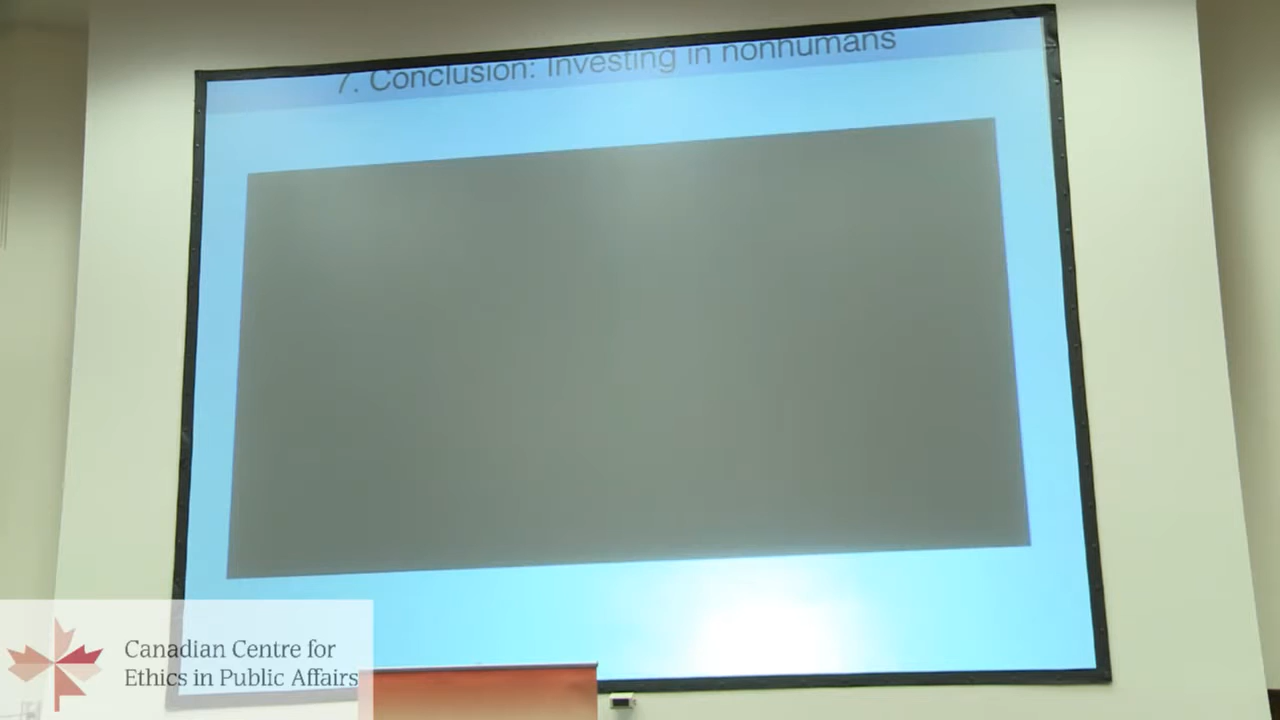 7. Conclusion: Investing in nonhumans
Canadian Centre for
Ethics in Public Affairs